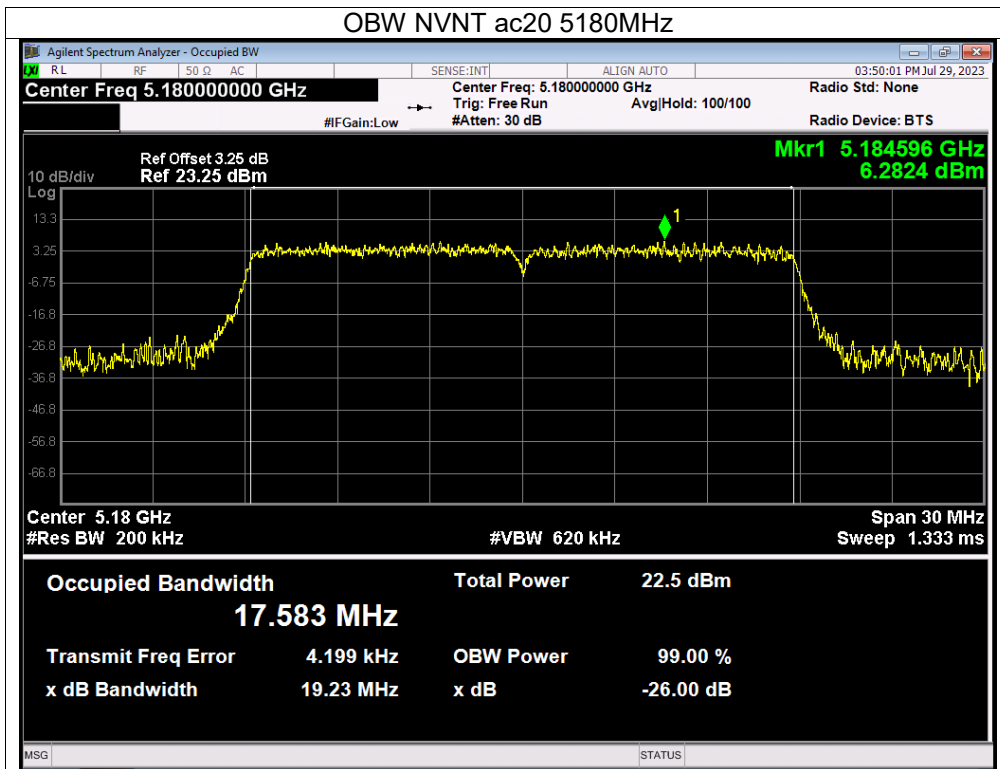 OBW NVNT ac20 5180MHz
Agilent Spectrum Analyzer - Occupied BW
LXI RL RF 50 Ω AC SENSE:INT ALIGN AUTO 03:50:01 PM Jul 29, 2023
Center Freq 5.180000000 GHz Center Freq: 5.180000000 GHz Radio Std: None
Trig: Free Run Avg|Hold: 100/100
#IFGain:Low #Atten: 30 dB Radio Device: BTS
Mkr1 5.184596 GHz
6.2824 dBm
Ref Offset 3.25 dB
10 dB/div Ref 23.25 dBm
Log
13.3
3.25
-6.75
-16.8
-26.8
-36.8
-46.8
-56.8
-66.8
1
Center 5.18 GHz Span 30 MHz
#Res BW 200 kHz #VBW 620 kHz Sweep 1.333 ms
Occupied Bandwidth Total Power 22.5 dBm
17.583 MHz
Transmit Freq Error 4.199 kHz OBW Power 99.00 %
x dB Bandwidth 19.23 MHz x dB -26.00 dB
MSG STATUS